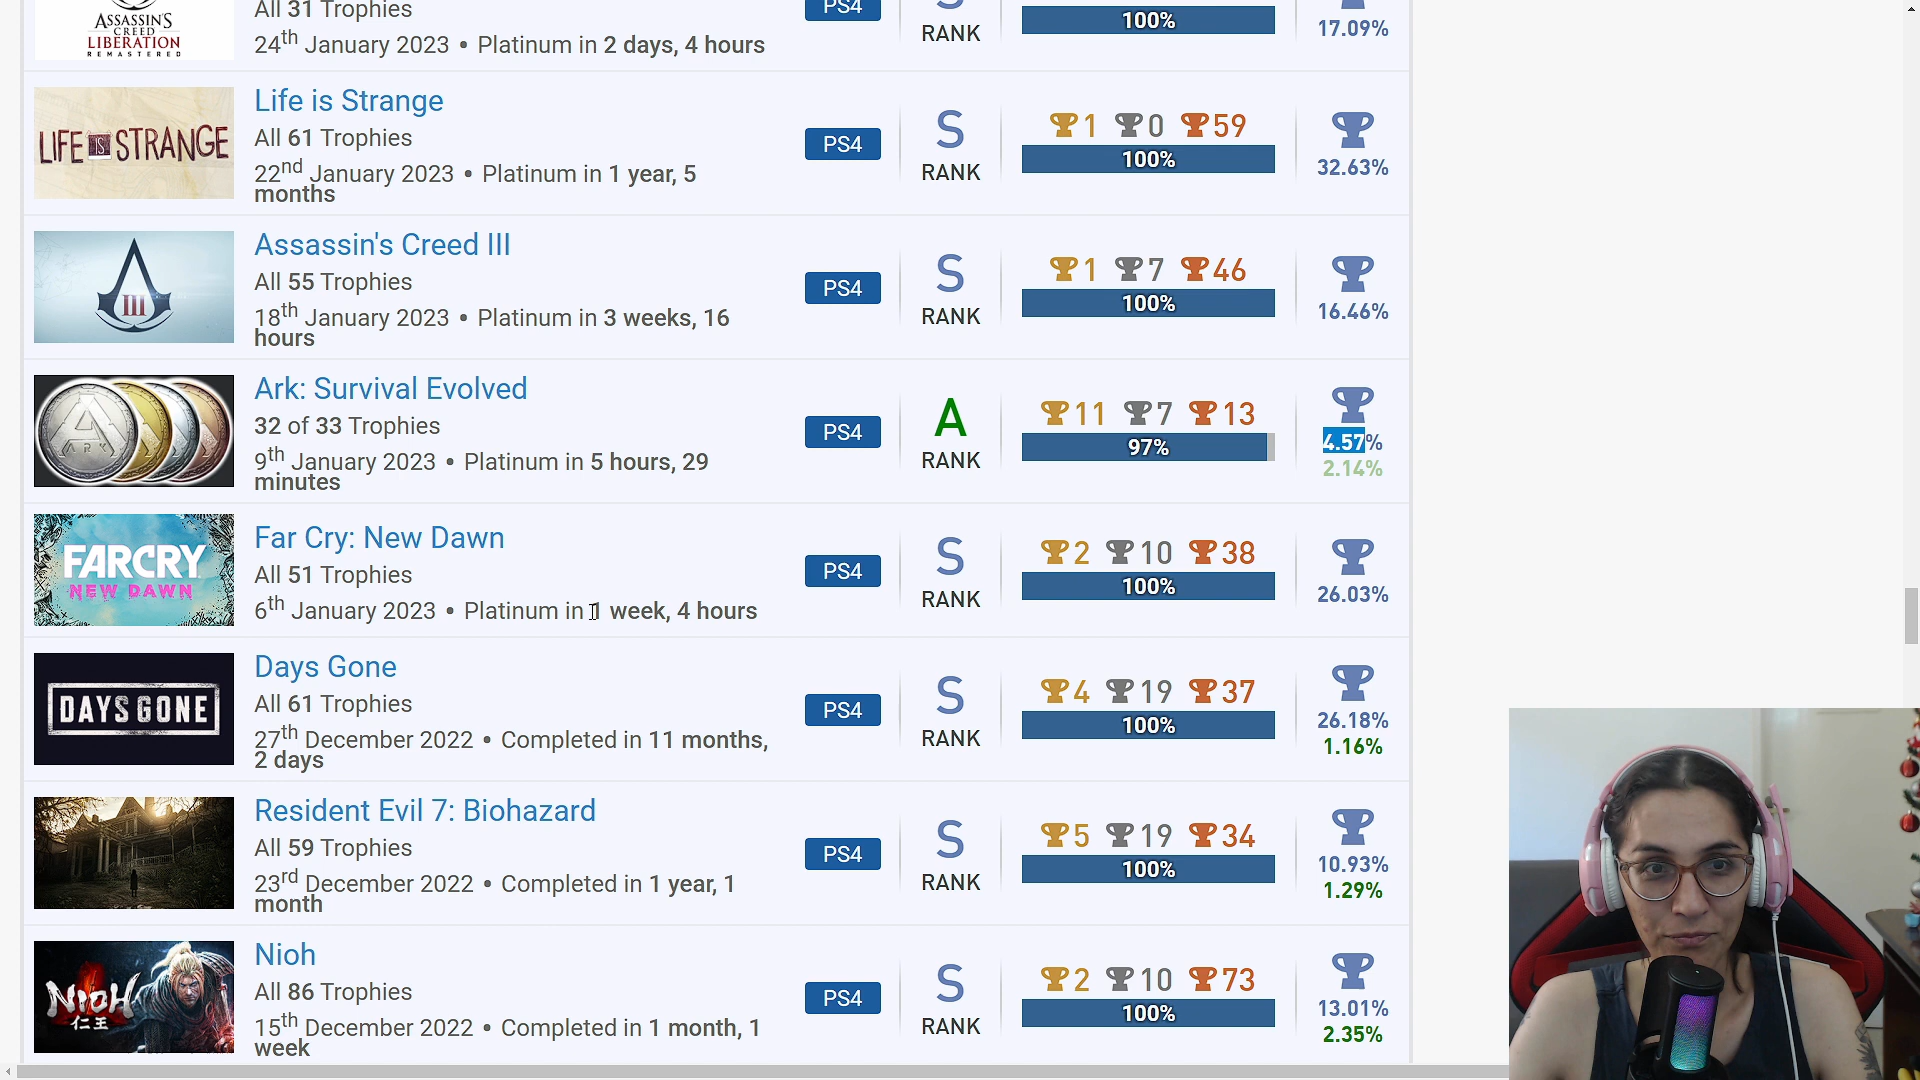 ASSASSIN'S
CREED
LIBERATION
REMASTERED
All 31 Trophies
24th January 2023 • Platinum in 2 days, 4 hours
PS4
S
RANK
100%
17.09%
LIFE IS STRANGE
Life is Strange
All 61 Trophies
22nd January 2023 • Platinum in 1 year, 5
months
PS4
S
RANK
1 0 59
100%
32.63%
III
Assassin's Creed III
All 55 Trophies
18th January 2023 • Platinum in 3 weeks, 16
hours
PS4
S
RANK
1 7 46
100%
16.46%
ARK
Ark: Survival Evolved
32 of 33 Trophies
9th January 2023 • Platinum in 5 hours, 29
minutes
PS4
A
RANK
11 7 13
97%
4.57%
2.14%
FARCRY
NEW DAWN
Far Cry: New Dawn
All 51 Trophies
6th January 2023 • Platinum in 1 week, 4 hours
PS4
S
RANK
2 10 38
100%
26.03%
DAYS GONE
Days Gone
All 61 Trophies
27th December 2022 • Completed in 11 months,
2 days
PS4
S
RANK
4 19 37
100%
26.18%
1.16%
Resident Evil 7: Biohazard
All 59 Trophies
23rd December 2022 • Completed in 1 year, 1
month
PS4
S
RANK
5 19 34
100%
10.93%
1.29%
NIOH
仁王
Nioh
All 86 Trophies
15th December 2022 • Completed in 1 month, 1
week
PS4
S
RANK
2 10 73
100%
13.01%
2.35%